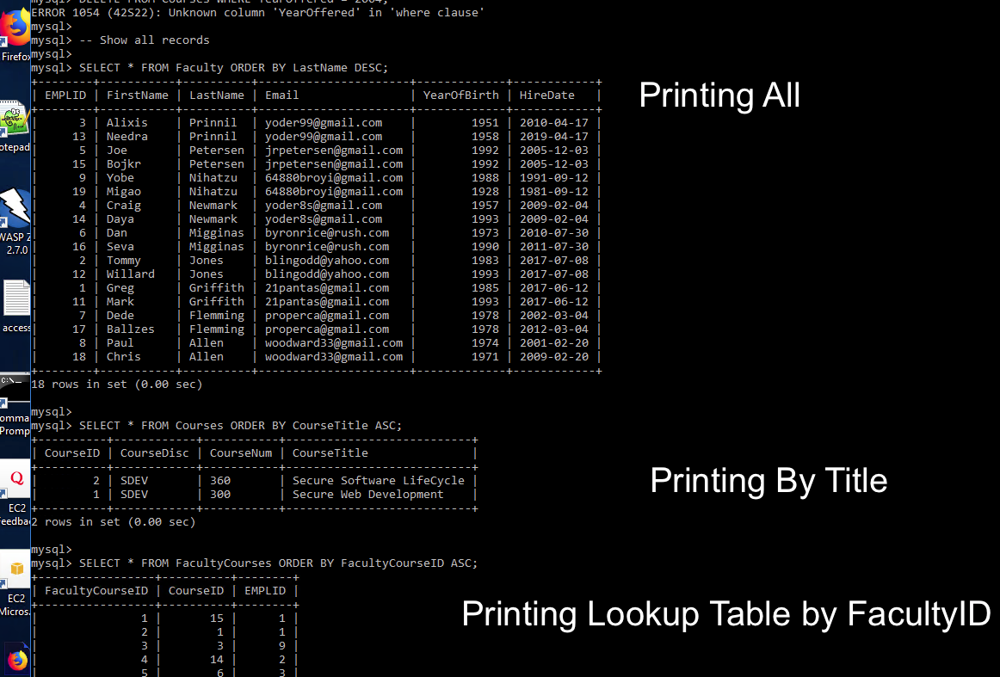 mysql> DELETE FROM Courses WHERE YearOffered = 2004;
ERROR 1054 (42S22): Unknown column 'YearOffered' in 'where clause'
mysql>
mysql> -- Show all records
mysql>
mysql> SELECT * FROM Faculty ORDER BY LastName DESC;
| EMPLID | FirstName | LastName | Email | YearOfBirth | HireDate |
| 3 | Alixis | Prinnil | yoder99@gmail.com | 1951 | 2010-04-17 |
| 13 | Needra | Prinnil | yoder99@gmail.com | 1958 | 2019-04-17 |
| 5 | Joe | Petersen | jrpetersen@gmail.com | 1992 | 2005-12-03 |
| 15 | Bojkr | Petersen | jrpetersen@gmail.com | 1992 | 2005-12-03 |
| 9 | Yobe | Nihatzu | 64880broyi@gmail.com | 1988 | 1991-09-12 |
| 19 | Migao | Nihatzu | 64880broyi@gmail.com | 1928 | 1981-09-12 |
| 4 | Craig | Newmark | yoder8s@gmail.com | 1957 | 2009-02-04 |
| 14 | Daya | Newmark | yoder8s@gmail.com | 1993 | 2009-02-04 |
| 6 | Dan | Migginas | byronrice@rush.com | 1973 | 2010-07-30 |
| 16 | Seva | Migginas | byronrice@rush.com | 1990 | 2011-07-30 |
| 2 | Tommy | Jones | blingodd@yahoo.com | 1983 | 2017-07-08 |
| 12 | Willard | Jones | blingodd@yahoo.com | 1993 | 2017-07-08 |
| 1 | Greg | Griffith | 21pantas@gmail.com | 1985 | 2017-06-12 |
| 11 | Mark | Griffith | 21pantas@gmail.com | 1993 | 2017-06-12 |
| 7 | Dede | Flemming | properca@gmail.com | 1978 | 2002-03-04 |
| 17 | Ballzes | Flemming | properca@gmail.com | 1978 | 2012-03-04 |
| 8 | Paul | Allen | woodward33@gmail.com | 1974 | 2001-02-20 |
| 18 | Chris | Allen | woodward33@gmail.com | 1971 | 2009-02-20 |
18 rows in set (0.00 sec)
Printing All
mysql>
mysql> SELECT * FROM Courses ORDER BY CourseTitle ASC;
| CourseID | CourseDisc | CourseNum | CourseTitle |
| 2 | SDEV | 360 | Secure Software LifeCycle |
| 1 | SDEV | 300 | Secure Web Development |
2 rows in set (0.00 sec)
Printing By Title
mysql>
mysql> SELECT * FROM FacultyCourses ORDER BY FacultyCourseID ASC;
| FacultyCourseID | CourseID | EMPLID |
| 1 | 15 | 1 |
| 2 | 1 | 1 |
| 3 | 3 | 9 |
| 4 | 14 | 2 |
| 5 | 6 | 3 |
Printing Lookup Table by FacultyID
Firefox
otepad
WASP Z
2.7.0
access
C:\_
omma
Promp
Q
EC2
Feedba
EC2
Micros.